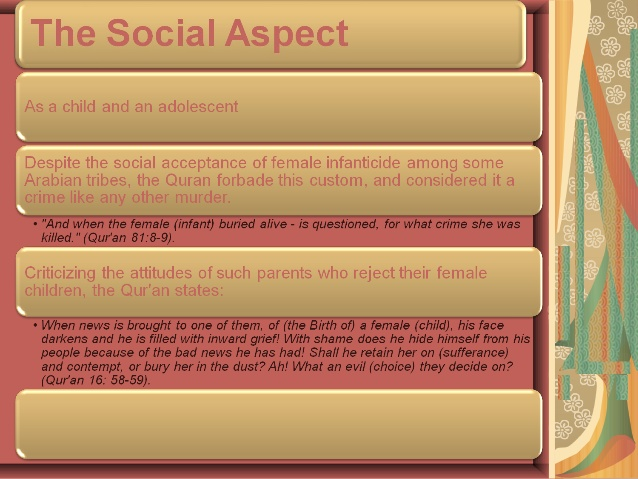 The Social Aspect
As a child and an adolescent
Despite the social acceptance of female infanticide among some
Arabian tribes, the Quran forbade this custom, and considered it a
crime like any other murder.
• "And when the female (infant) buried alive - is questioned, for what crime she was
killed." (Qur'an 81:8-9).
Criticizing the attitudes of such parents who reject their female
children, the Qur'an states:
• When news is brought to one of them, of (the Birth of) a female (child), his face
darkens and he is filled with inward grief! With shame does he hide himself from his
people because of the bad news he has had! Shall he retain her on (sufferance)
and contempt, or bury her in the dust? Ah! What an evil (choice) they decide on?
(Qur'an 16: 58-59).